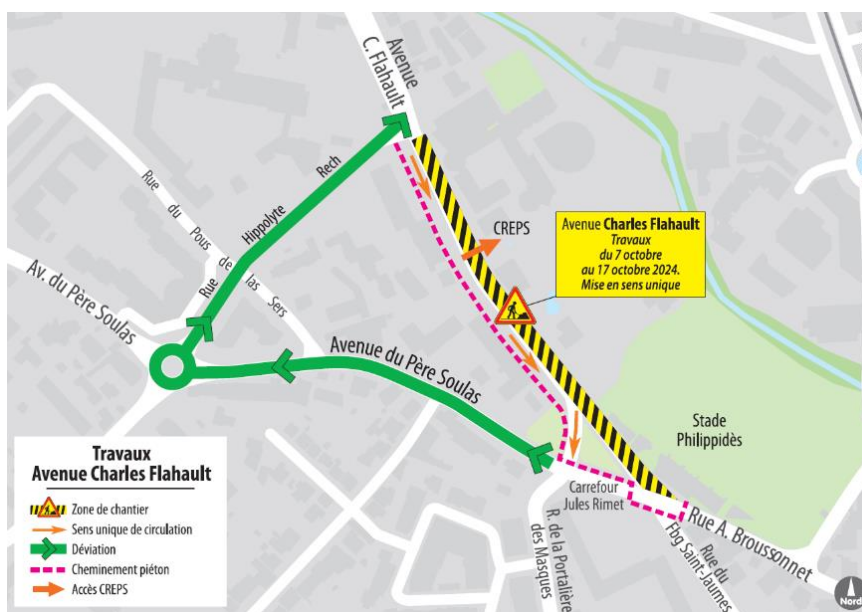 Avenue
C. Flahault
Rue du Pous de las Sers
Rue Hippolyte Rech
CREPS
Avenue Charles Flahault
Travaux
du 7 octobre
au 17 octobre 2024.
Mise en sens unique
Av. du Père Soulas
Avenue du Père Soulas
Stade
Philippidès
Carrefour
Jules Rimet
Rue A. Broussonnet
R. de la Portalière
des Masques
Rue du
Fbg Saint-Jaumes
Travaux
Avenue Charles Flahault
Zone de chantier
Sens unique de circulation
Déviation
Cheminement piéton
Accès CREPS
Nord